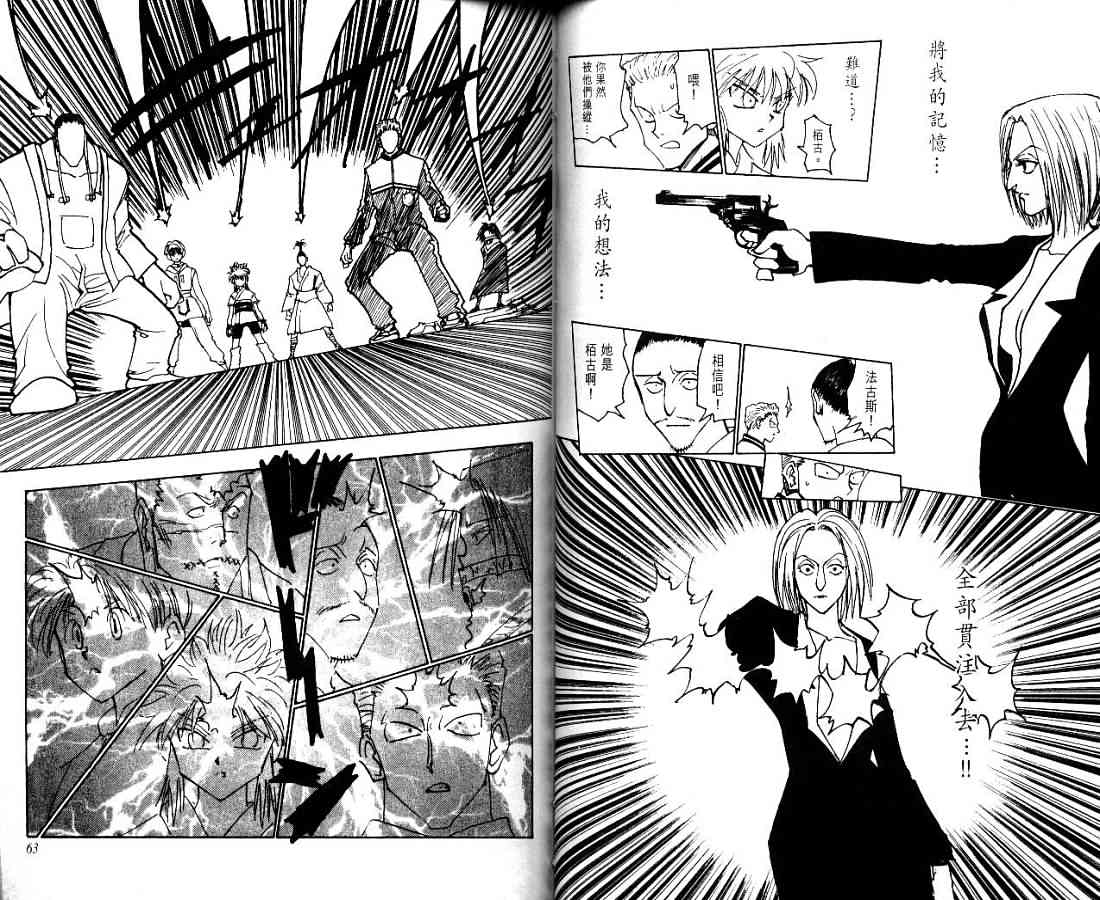 將我的記憶…
難道…?
栢古。
喂!
你果然
被他們操縱…
我的想法…
法古斯!
相信吧!
她是
栢古啊!
全部貫注入去…!!
63